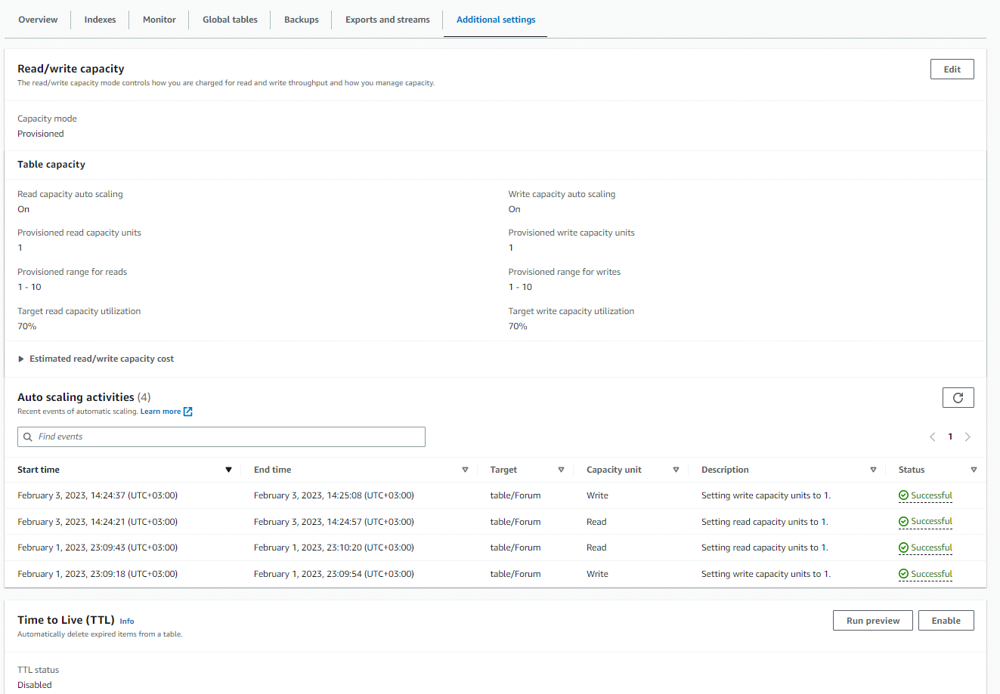 Overview Indexes Monitor Global tables Backups Exports and streams Additional settings
Read/write capacity
Edit
The read/write capacity mode controls how you are charged for read and write throughput and how you manage capacity.
Capacity mode
Provisioned
Table capacity
Read capacity auto scaling Write capacity auto scaling
On On
Provisioned read capacity units Provisioned write capacity units
1 1
Provisioned range for reads Provisioned range for writes
1 - 10 1 - 10
Target read capacity utilization Target write capacity utilization
70% 70%
Estimated read/write capacity cost
Auto scaling activities (4)
Recent events of automatic scaling. Learn more
Find events 1
Start time End time Target Capacity unit Description Status
February 3, 2023, 14:24:37 (UTC+03:00) February 3, 2023, 14:25:08 (UTC+03:00) table/Forum Write Setting write capacity units to 1. Successful
February 3, 2023, 14:24:21 (UTC+03:00) February 3, 2023, 14:24:57 (UTC+03:00) table/Forum Read Setting read capacity units to 1. Successful
February 1, 2023, 23:09:43 (UTC+03:00) February 1, 2023, 23:10:20 (UTC+03:00) table/Forum Read Setting read capacity units to 1. Successful
February 1, 2023, 23:09:18 (UTC+03:00) February 1, 2023, 23:09:54 (UTC+03:00) table/Forum Write Setting write capacity units to 1. Successful
Time to Live (TTL) Info Run preview Enable
Automatically delete expired items from a table.
TTL status
Disabled